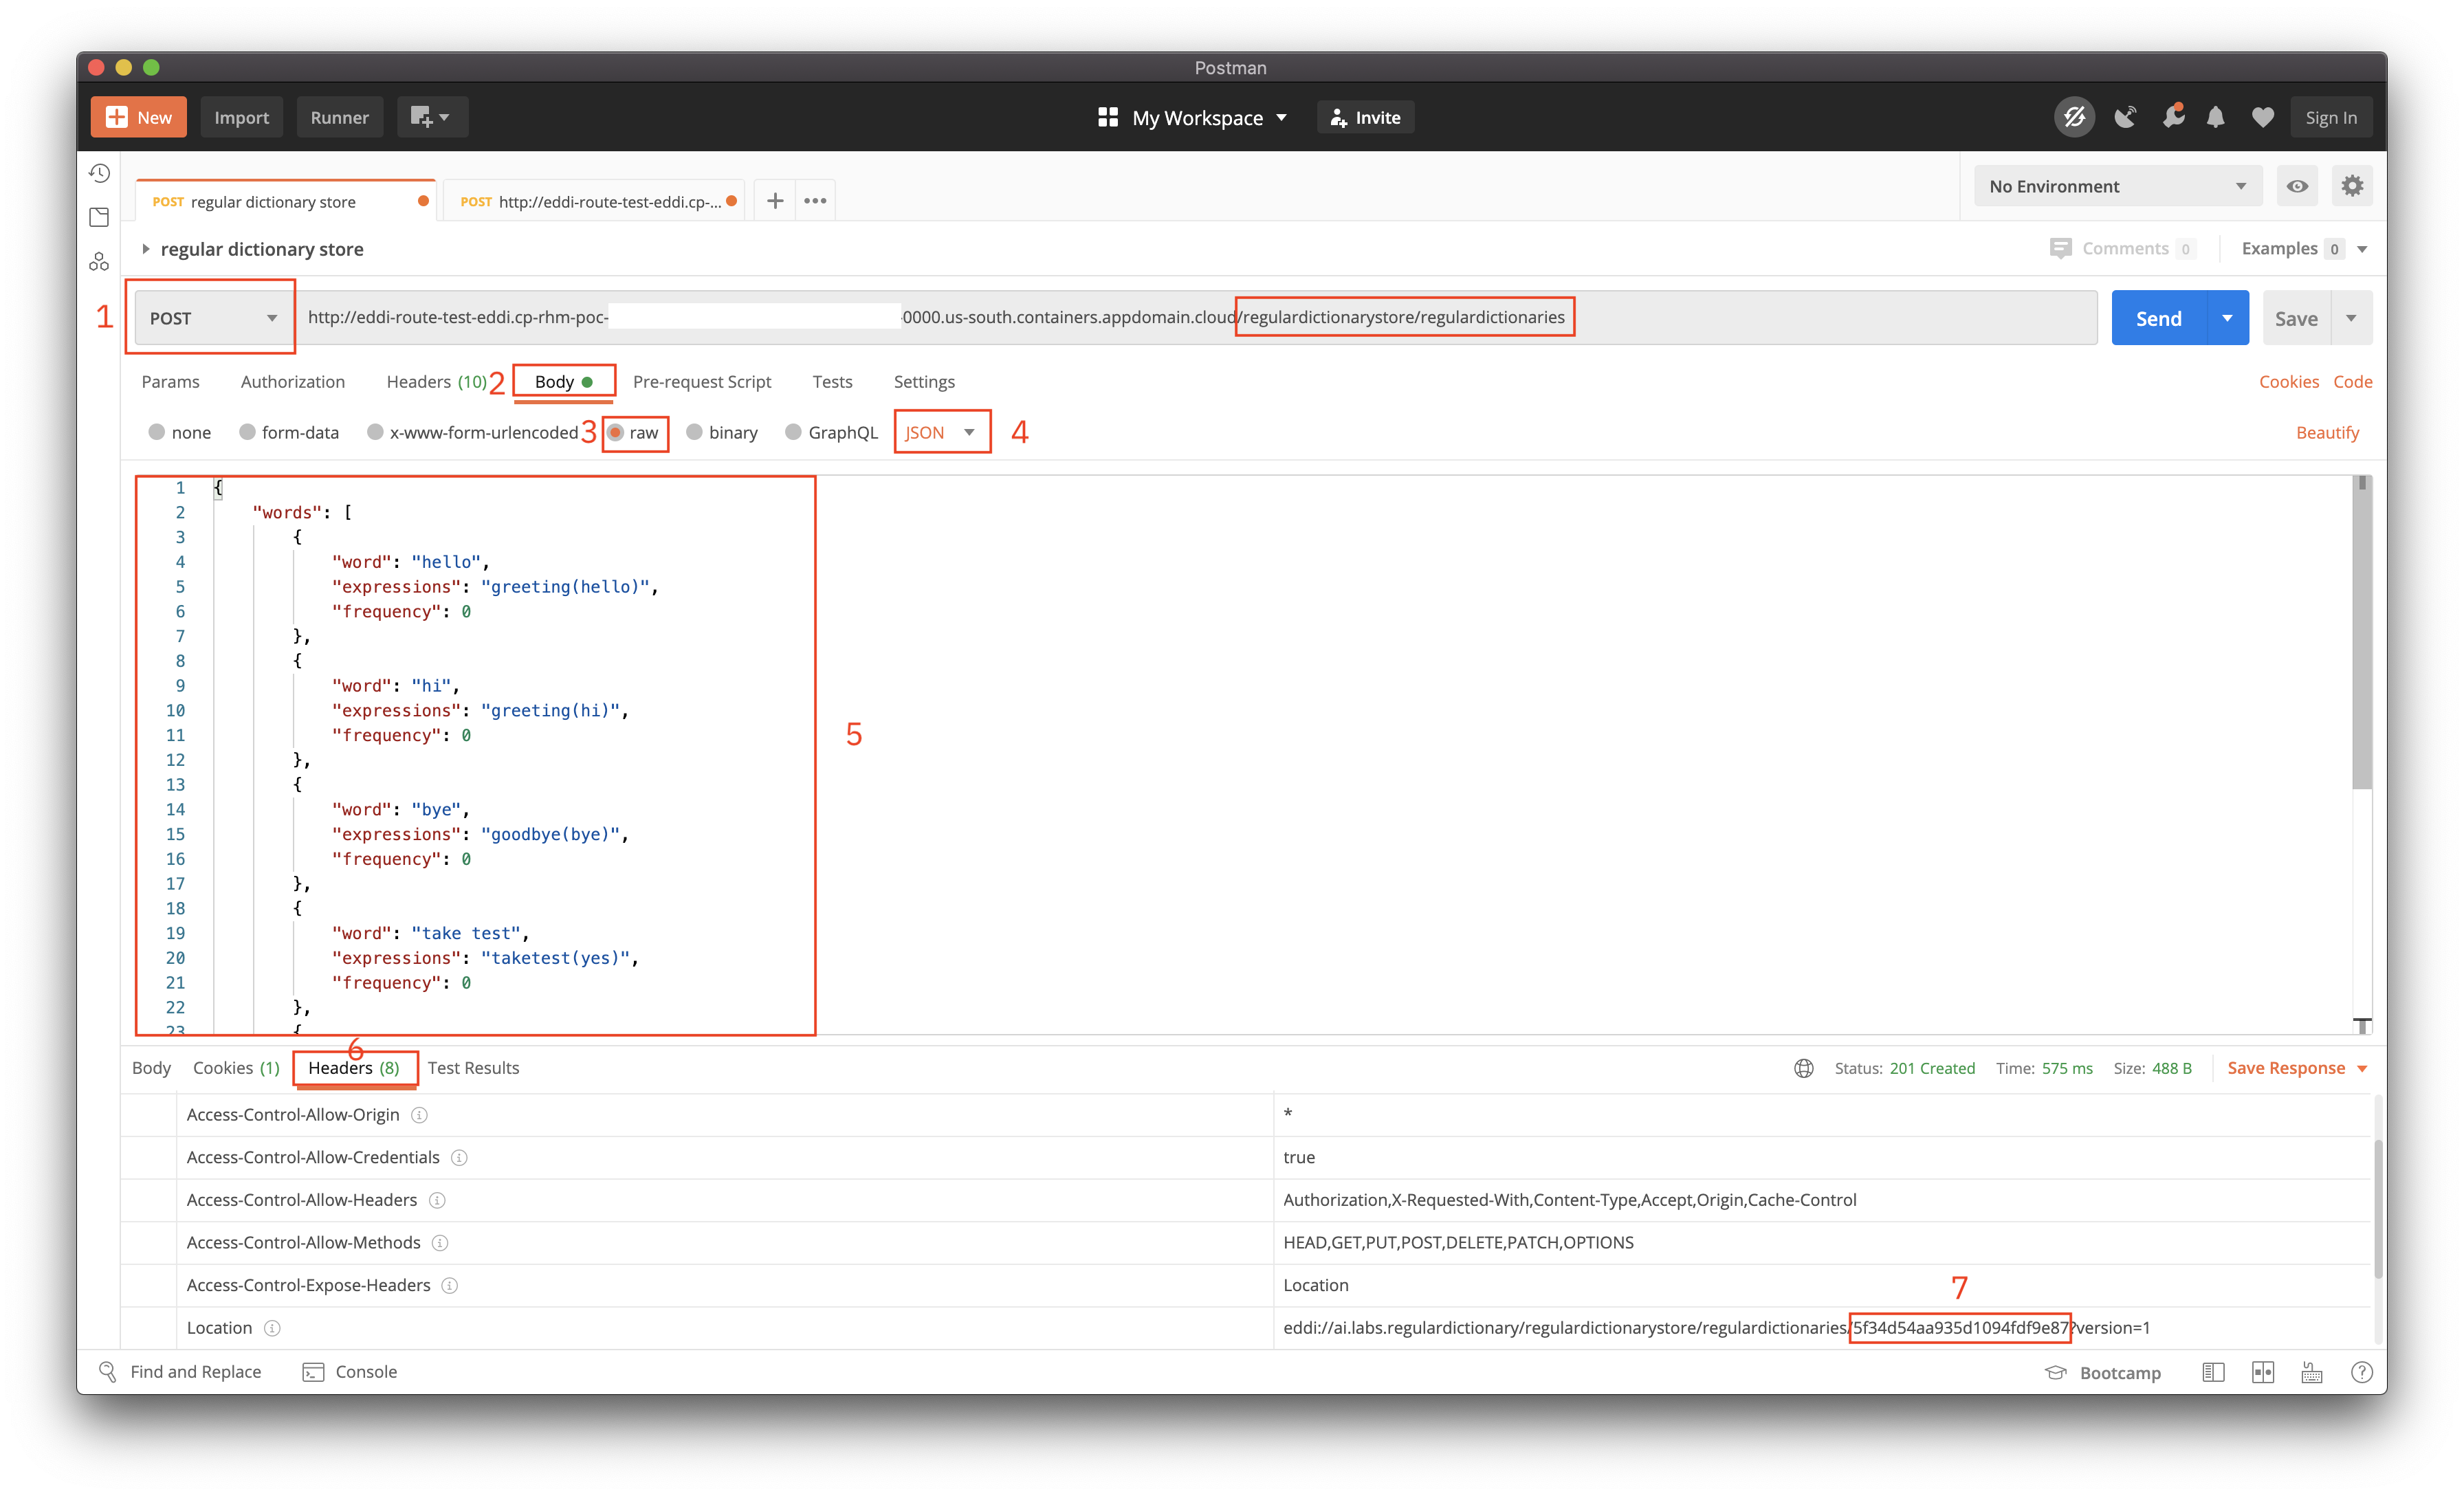 Postman
New Import Runner My Workspace Invite Sign In
POST regular dictionary store POST http://eddi-route-test-eddi.cp-... No Environment
regular dictionary store Comments 0 Examples 0
1 POST http://eddi-route-test-eddi.cp-rhm-poc- 0000.us-south.containers.appdomain.cloud/regulardictionarystore/regulardictionaries Send Save
Params Authorization Headers (10) 2 Body Pre-request Script Tests Settings Cookies Code
none form-data x-www-form-urlencoded 3 raw binary GraphQL JSON 4 Beautify
1 {
2 "words": [
3 {
4 "word": "hello",
5 "expressions": "greeting(hello)",
6 "frequency": 0
7 },
8 {
9 "word": "hi",
10 "expressions": "greeting(hi)",
11 "frequency": 0
12 },
13 {
14 "word": "bye",
15 "expressions": "goodbye(bye)",
16 "frequency": 0
17 },
18 {
19 "word": "take test",
20 "expressions": "taketest(yes)",
21 "frequency": 0
22 },
23 {
5
6
Body Cookies (1) Headers (8) Test Results Status: 201 Created Time: 575 ms Size: 488 B Save Response
Access-Control-Allow-Origin *
Access-Control-Allow-Credentials true
Access-Control-Allow-Headers Authorization,X-Requested-With,Content-Type,Accept,Origin,Cache-Control
Access-Control-Allow-Methods HEAD,GET,PUT,POST,DELETE,PATCH,OPTIONS
Access-Control-Expose-Headers Location
7
Location eddi://ai.labs.regulardictionary/regulardictionarystore/regulardictionaries/5f34d54aa935d1094fdf9e87?version=1
Find and Replace Console Bootcamp